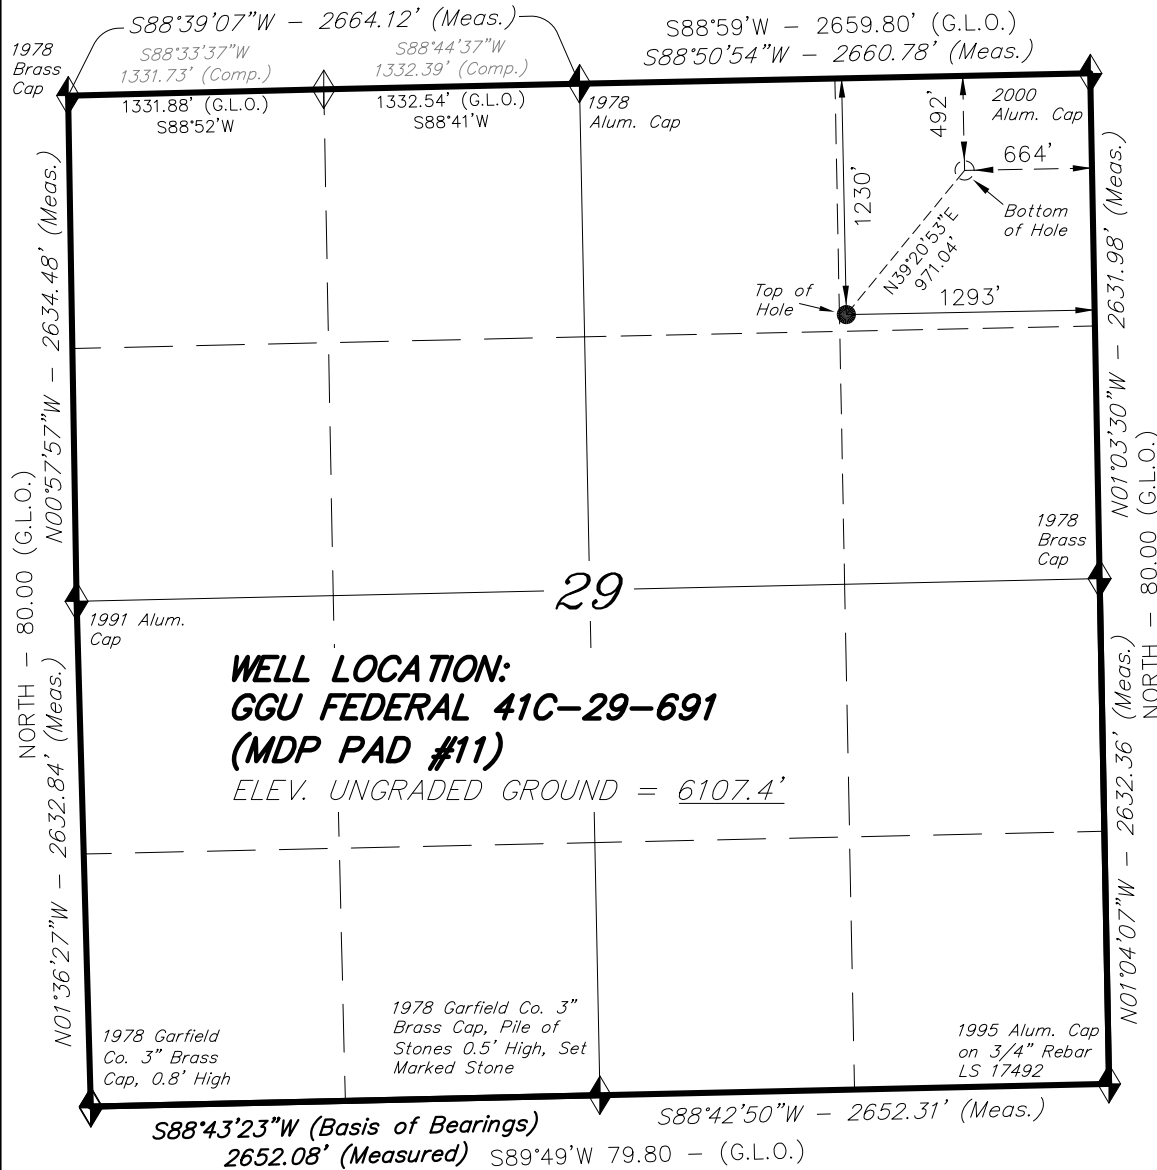 S88°39'07"W - 2664.12' (Meas.)
S88°59'W - 2659.80' (G.L.O.)
S88°50'54"W - 2660.78' (Meas.)
1978
Brass
Cap
S88°33'37"W
1331.73' (Comp.)
S88°44'37"W
1332.39' (Comp.)
1331.88' (G.L.O.)
S88°52'W
1332.54' (G.L.O.)
S88°41'W
1978
Alum. Cap
2000
Alum. Cap
492'
664'
1230'
Bottom
of Hole
N39°20'53"E
971.04'
Top of
Hole
1293'
N00°57'57"W - 2634.48' (Meas.)
N01°03'30"W - 2631.98' (Meas.)
NORTH - 80.00 (G.L.O.)
NORTH - 80.00 (G.L.O.)
1978
Brass
Cap
29
1991 Alum.
Cap
WELL LOCATION:
GGU FEDERAL 41C-29-691
(MDP PAD #11)
ELEV. UNGRADED GROUND = 6107.4'
N01°36'27"W - 2632.84' (Meas.)
N01°04'07"W - 2632.36' (Meas.)
1978 Garfield
Co. 3" Brass
Cap, 0.8' High
1978 Garfield Co. 3"
Brass Cap, Pile of
Stones 0.5' High, Set
Marked Stone
1995 Alum. Cap
on 3/4" Rebar
LS 17492
S88°43'23"W (Basis of Bearings)
2652.08' (Measured)
S88°42'50"W - 2652.31' (Meas.)
S89°49'W 79.80 - (G.L.O.)